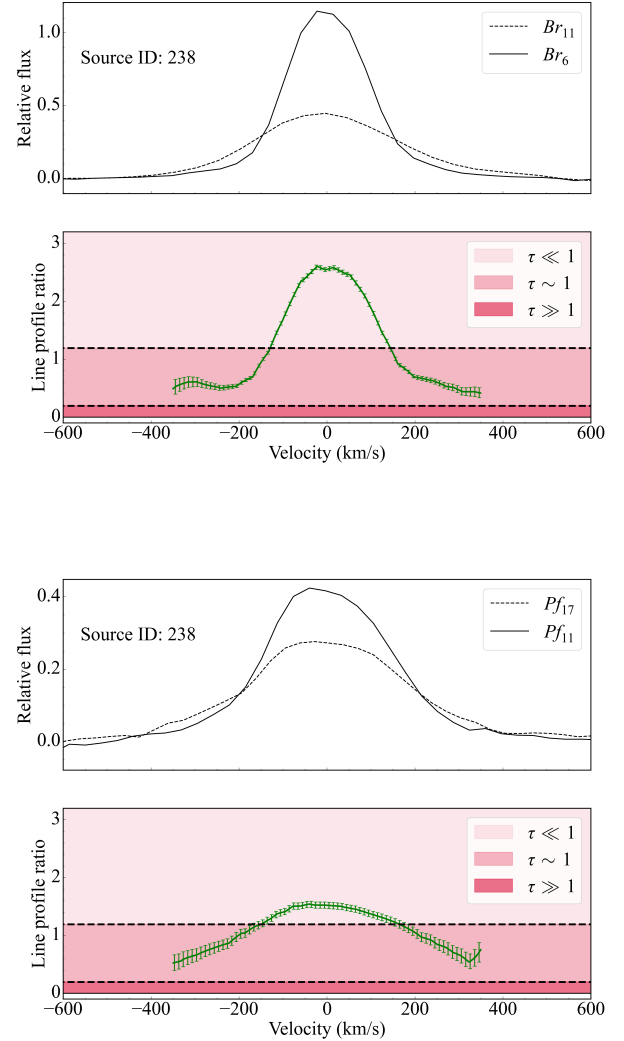 Relative flux
1.0
0.5
0.0
Source ID: 238
Br₁₁
Br₆
Line profile ratio
3
2
1
0
τ ≪ 1
τ ∼ 1
τ ≫ 1
−600 −400 −200 0 200 400 600
Velocity (km/s)
Relative flux
0.4
0.2
0.0
Source ID: 238
Pf₁₇
Pf₁₁
Line profile ratio
3
2
1
0
τ ≪ 1
τ ∼ 1
τ ≫ 1
−600 −400 −200 0 200 400 600
Velocity (km/s)